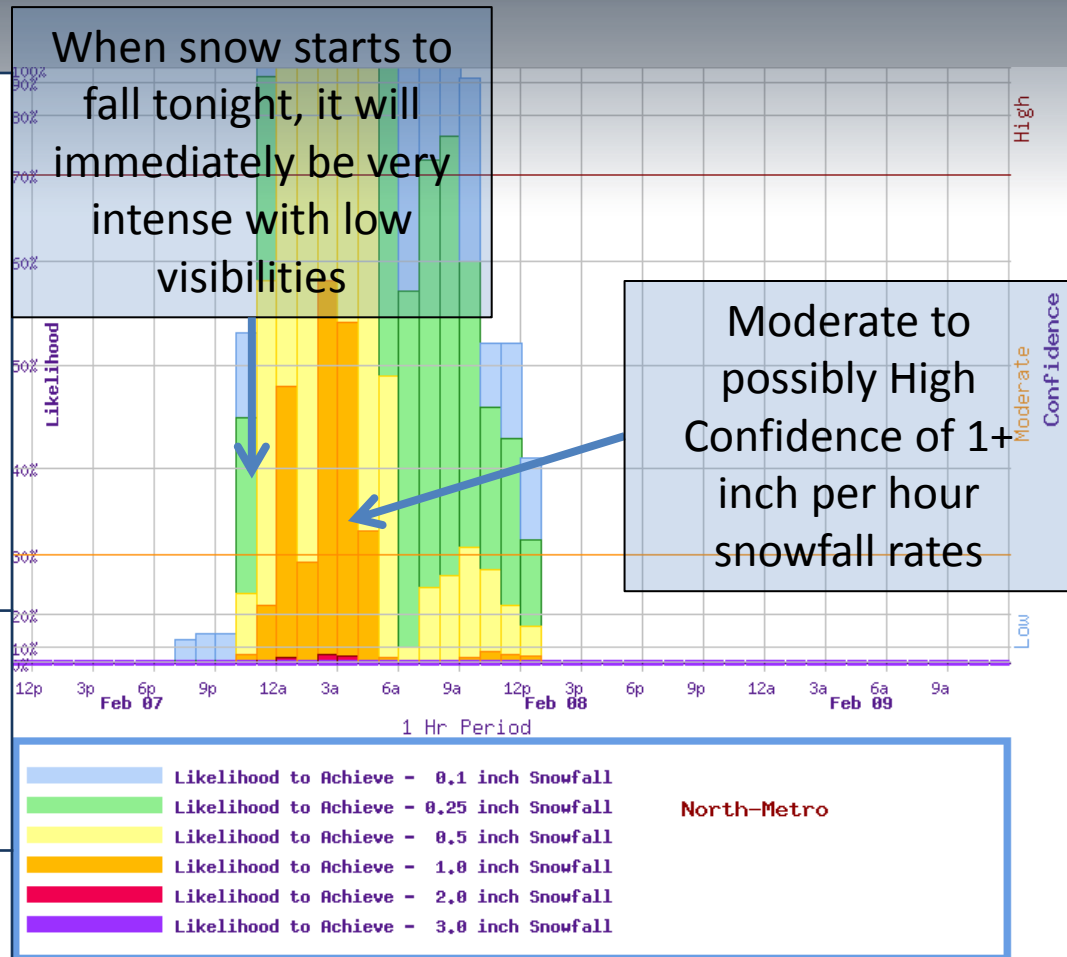 When snow starts to
fall tonight, it will
immediately be very
intense with low
visibilities
Moderate to
possibly High
Confidence of 1+
inch per hour
snowfall rates
100%
90%
80%
70%
60%
50%
40%
30%
20%
10%
0%
Likelihood
High
Moderate
Low
Confidence
12p 3p 6p 9p 12a 3a 6a 9a 12p 3p 6p 9p 12a 3a 6a 9a
Feb 07 Feb 08 Feb 09
1 Hr Period
Likelihood to Achieve - 0.1 inch Snowfall
Likelihood to Achieve - 0.25 inch Snowfall
Likelihood to Achieve - 0.5 inch Snowfall
Likelihood to Achieve - 1.0 inch Snowfall
Likelihood to Achieve - 2.0 inch Snowfall
Likelihood to Achieve - 3.0 inch Snowfall
North-Metro